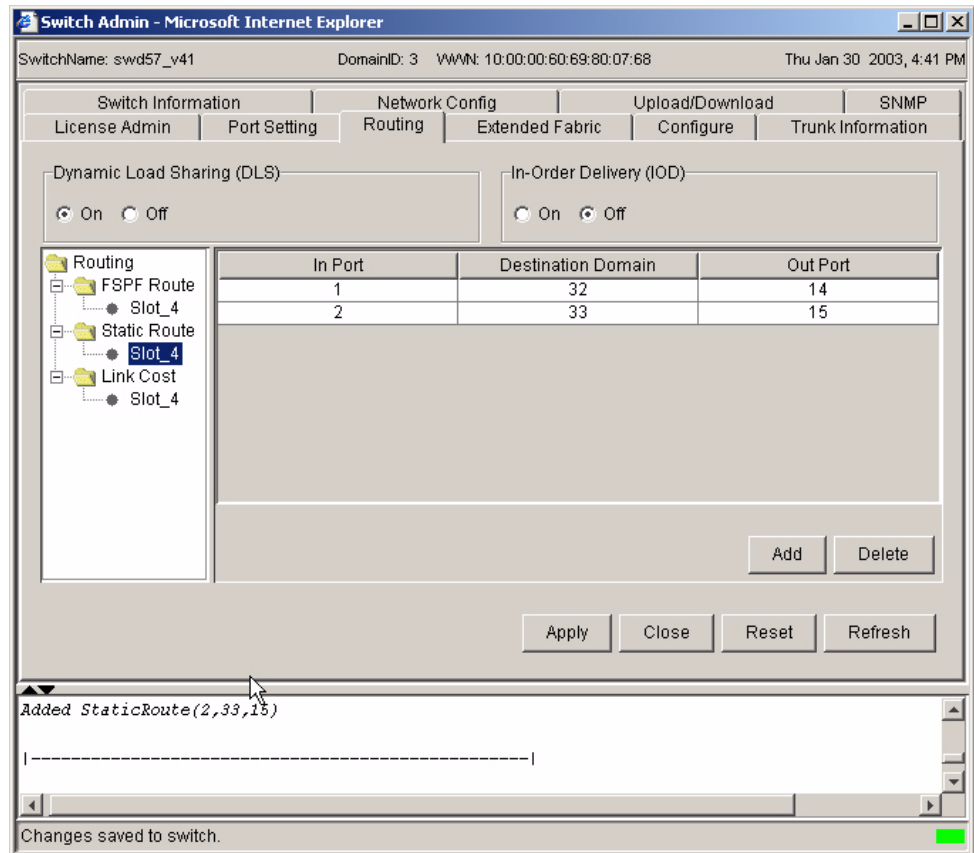 Switch Admin - Microsoft Internet Explorer
SwitchName: swd57_v41 DomainID: 3 WWN: 10:00:00:60:69:80:07:68 Thu Jan 30 2003, 4:41 PM
Switch Information Network Config Upload/Download SNMP
License Admin Port Setting Routing Extended Fabric Configure Trunk Information
Dynamic Load Sharing (DLS) In-Order Delivery (IOD)
On Off On Off
Routing
FSPF Route
Slot_4
Static Route
Slot_4
Link Cost
Slot_4
In Port Destination Domain Out Port
1 32 14
2 33 15
Add Delete
Apply Close Reset Refresh
Added StaticRoute(2,33,15)
|--------------------------------------------------|
Changes saved to switch.